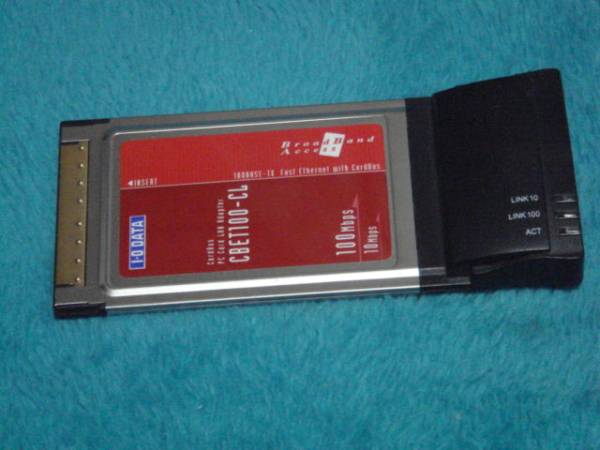 BroadBand
Access
100BASE-TX Fast Ethernet with CardBus
◀INSERT
I·O DATA
CardBus
PC Card LAN Adapter
CBET100-CL
100Mbps
10Mbps
LINK10
LINK100
ACT